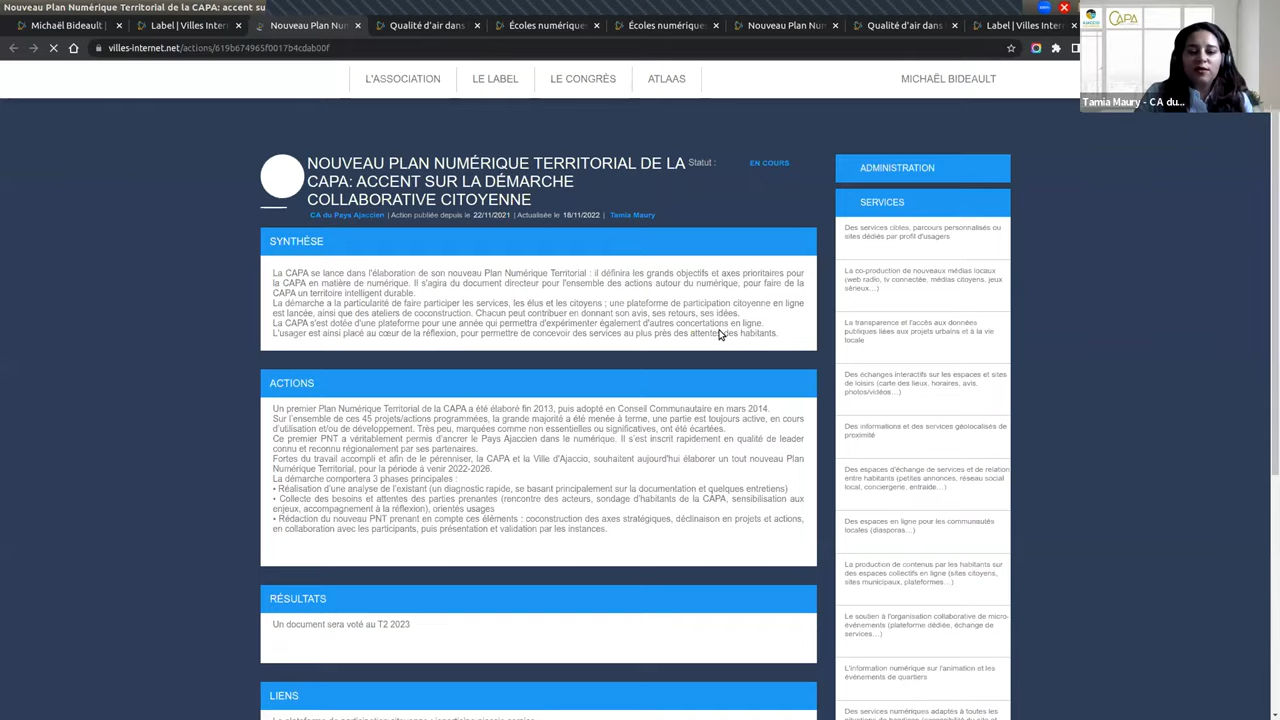 Nouveau Plan Numérique Territorial de la CAPA: accent su
Michaël Bideault |
Label | Villes Inter
Nouveau Plan Num
Qualité d'air dans
Écoles numérique
Écoles numérique
Nouveau Plan Num
Qualité d'air dans
Label | Villes Inter
villes-internet.net/actions/619b674965f0017b4cdab00f
L'ASSOCIATION
LE LABEL
LE CONGRÈS
ATLAAS
MICHAËL BIDEAULT
CAPA
Tamia Maury - CA du...
NOUVEAU PLAN NUMÉRIQUE TERRITORIAL DE LA
CAPA: ACCENT SUR LA DÉMARCHE
COLLABORATIVE CITOYENNE
Statut :
EN COURS
CA du Pays Ajaccien | Action publiée depuis le 22/11/2021 | Actualisée le 18/11/2022 | Tamia Maury
SYNTHÈSE
La CAPA se lance dans l'élaboration de son nouveau Plan Numérique Territorial : il définira les grands objectifs et axes prioritaires pour
la CAPA en matière de numérique. Il s'agira du document directeur pour l'ensemble des actions autour du numérique, pour faire de la
CAPA un territoire intelligent durable.
La démarche a la particularité de faire participer les services, les élus et les citoyens ; une plateforme de participation citoyenne en ligne
est lancée, ainsi que des ateliers de coconstruction. Chacun peut contribuer en donnant son avis, ses retours, ses idées.
La CAPA s'est dotée d'une plateforme pour une année qui permettra d'expérimenter également d'autres concertations en ligne.
L'usager est ainsi placé au cœur de la réflexion, pour permettre de concevoir des services au plus près des attentes des habitants.
ACTIONS
Un premier Plan Numérique Territorial de la CAPA a été élaboré fin 2013, puis adopté en Conseil Communautaire en mars 2014.
Sur l'ensemble de ces 45 projets/actions programmées, la grande majorité a été menée à terme, une partie est toujours active, en cours
d'utilisation et/ou de développement. Très peu, marquées comme non essentielles ou significatives, ont été écartées.
Ce premier PNT a véritablement permis d'ancrer le Pays Ajaccien dans le numérique. Il s'est inscrit rapidement en qualité de leader
connu et reconnu régionalement par ses partenaires.
Fortes du travail accompli et afin de le pérenniser, la CAPA et la Ville d'Ajaccio, souhaitent aujourd'hui élaborer un tout nouveau Plan
Numérique Territorial, pour la période à venir 2022-2026.
La démarche comportera 3 phases principales :
• Réalisation d'une analyse de l'existant (un diagnostic rapide, se basant principalement sur la documentation et quelques entretiens)
• Collecte des besoins et attentes des parties prenantes (rencontre des acteurs, sondage d'habitants de la CAPA, sensibilisation aux
enjeux, accompagnement à la réflexion), orientés usages
• Rédaction du nouveau PNT prenant en compte ces éléments : coconstruction des axes stratégiques, déclinaison en projets et actions,
en collaboration avec les participants, puis présentation et validation par les instances.
RÉSULTATS
Un document sera voté au T2 2023
LIENS
ADMINISTRATION
SERVICES
Des services cibles, parcours personnalisés ou
sites dédiés par profil d'usagers
La co-production de nouveaux médias locaux
(web radio, tv connectée, médias citoyens, jeux
sérieux...)
La transparence et l'accès aux données
publiques liées aux projets urbains et à la vie
locale
Des échanges interactifs sur les espaces et sites
de loisirs (carte des lieux, horaires, avis,
photos/vidéos...)
Des informations et des services géolocalisés de
proximité
Des espaces d'échange de services et de relation
entre habitants (petites annonces, réseau social
local, conciergerie, entraide...)
Des espaces en ligne pour les communautés
locales (diasporas...)
La production de contenu par les habitants sur
des espaces collectifs en ligne (sites citoyens,
sites municipaux, plateformes...)
Le soutien à l'organisation collaborative de micro-
événements (plateforme dédiée, échange de
services...)
L'information numérique sur l'animation et les
événements de quartiers
Des services numériques adaptés à toutes les